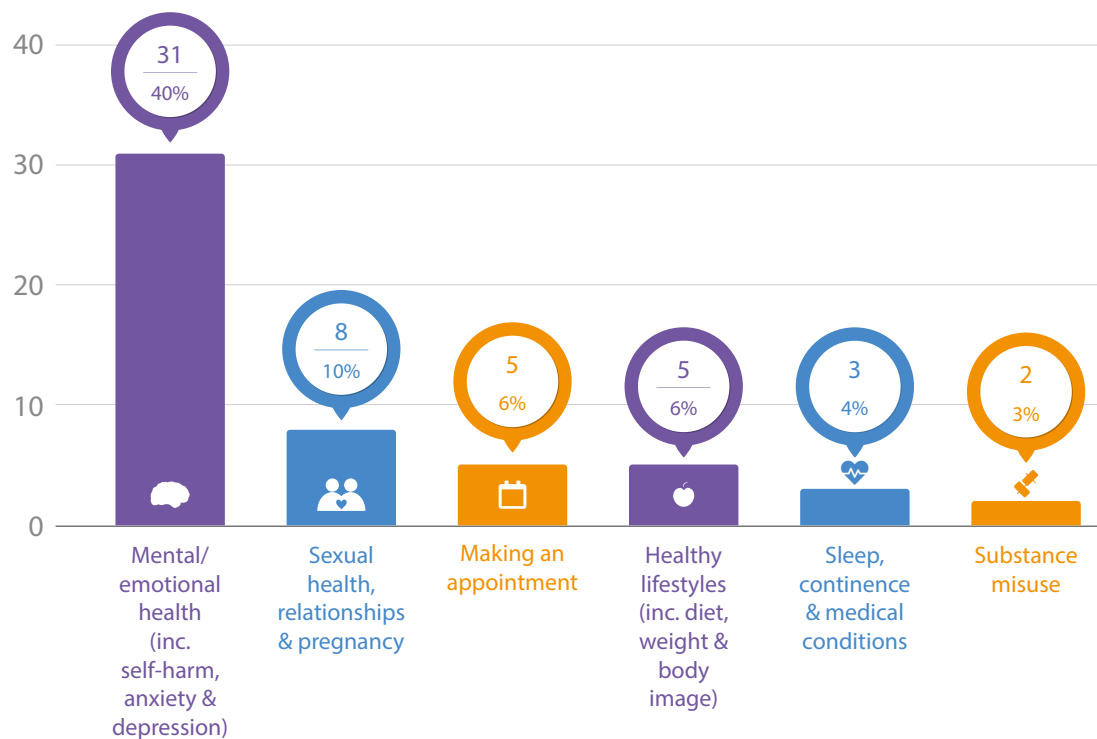 40
30
20
10
0
31
40%
8
10%
5
6%
5
6%
3
4%
2
3%
Mental/
emotional
health
(inc.
self-harm,
anxiety &
depression)
Sexual
health,
relationships
& pregnancy
Making an
appointment
Healthy
lifestyles
(inc. diet,
weight &
body
image)
Sleep,
continence
& medical
conditions
Substance
misuse